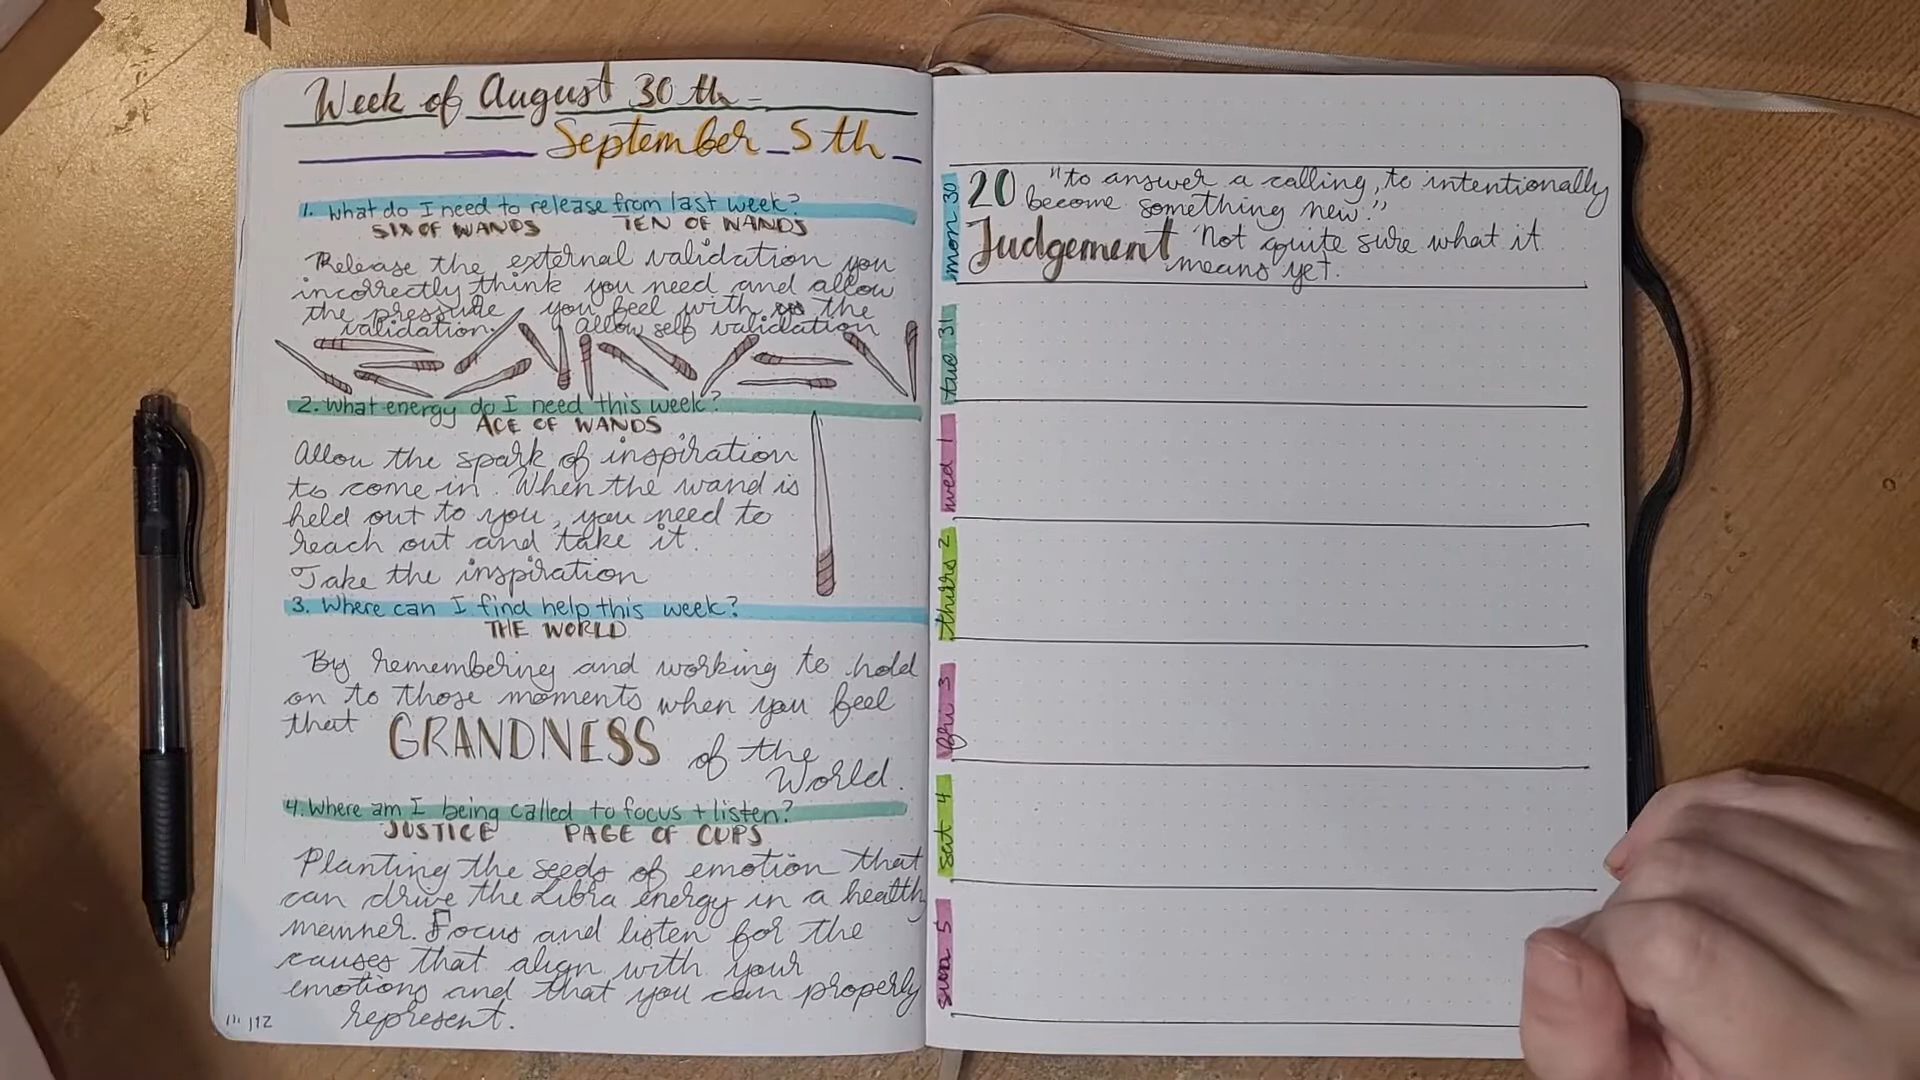 Week of August 30th -
September 5th
1. What do I need to release from last week?
SIX OF WANDS TEN OF WANDS
Release the external validation you
incorrectly think you need and allow
the pressure you feel with the
validation. allow self validation
2. What energy do I need this week?
ACE OF WANDS
Allow the spark of inspiration
to come in. When the wand is
held out to you, you need to
reach out and take it.
Take the inspiration
3. Where can I find help this week?
THE WORLD
By remembering and working to hold
on to those moments when you feel
that GRANDNESS of the
World.
4. Where am I being called to focus + listen?
JUSTICE PAGE OF CUPS
Planting the seeds of emotion that
can drive the Libra energy in a healthy
manner. Focus and listen for the
causes that align with your
emotions and that you can properly
represent.
mon 30
20 "to answer a calling, to intentionally
become something new."
Judgement Not quite sure what it
means yet.
tue 31
wed 1
thurs 2
fri 3
sat 4
sun 5